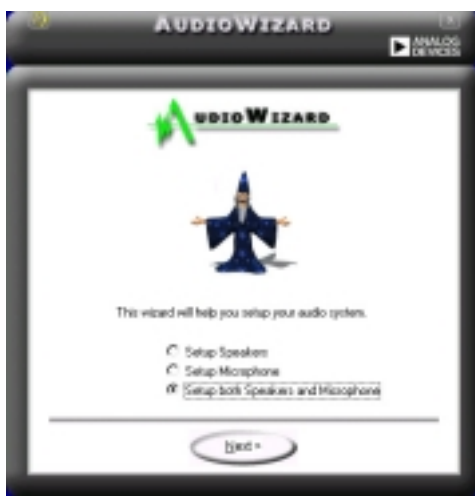 AUDIOWIZARD
ANALOG
DEVICES
AUDIOWIZARD
This wizard will help you setup your audio system.
Setup Speakers
Setup Microphone
Setup both Speakers and Microphone
Next >